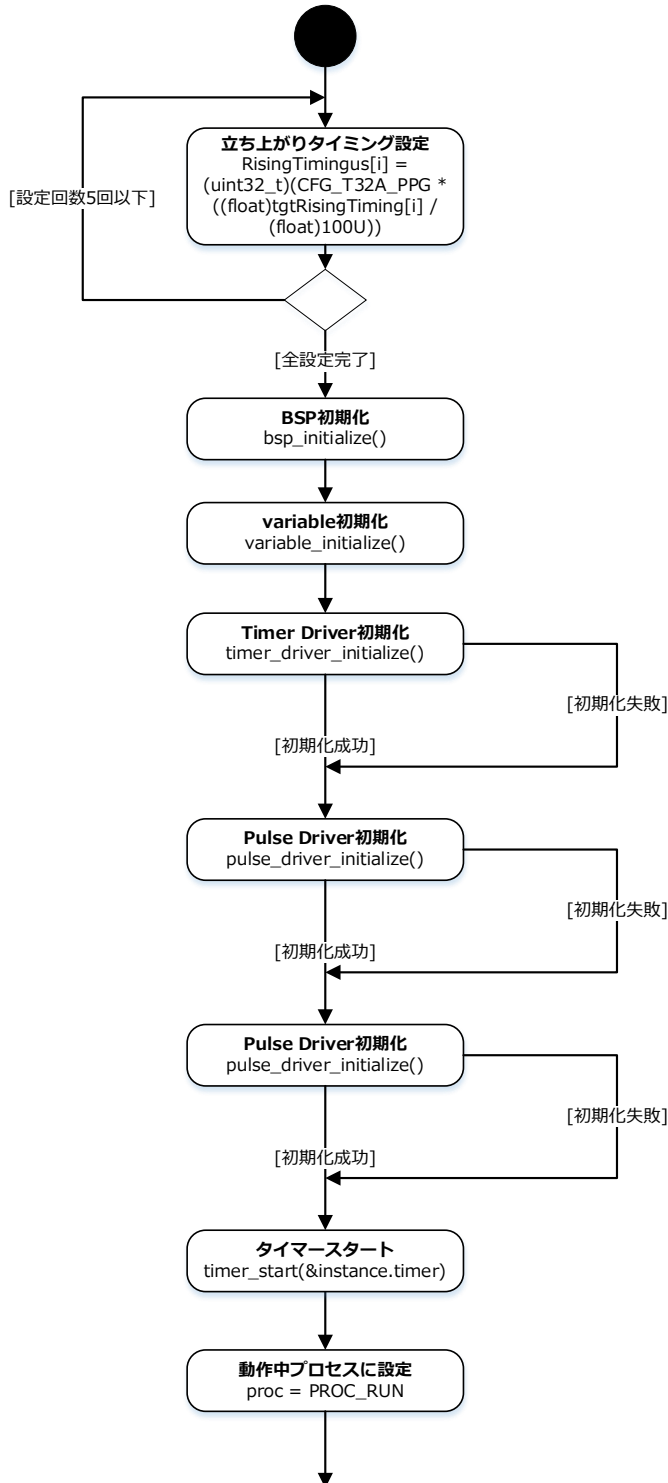 立ち上がりタイミング設定
RisingTimingus[i] =
(uint32_t)(CFG_T32A_PPG *
((float)tgtRisingTiming[i] /
(float)100U))
[設定回数5回以下]
[全設定完了]
BSP初期化
bsp_initialize()
variable初期化
variable_initialize()
Timer Driver初期化
timer_driver_initialize()
[初期化失敗]
[初期化成功]
Pulse Driver初期化
pulse_driver_initialize()
[初期化失敗]
[初期化成功]
Pulse Driver初期化
pulse_driver_initialize()
[初期化失敗]
[初期化成功]
タイマースタート
timer_start(&instance.timer)
動作中プロセスに設定
proc = PROC_RUN